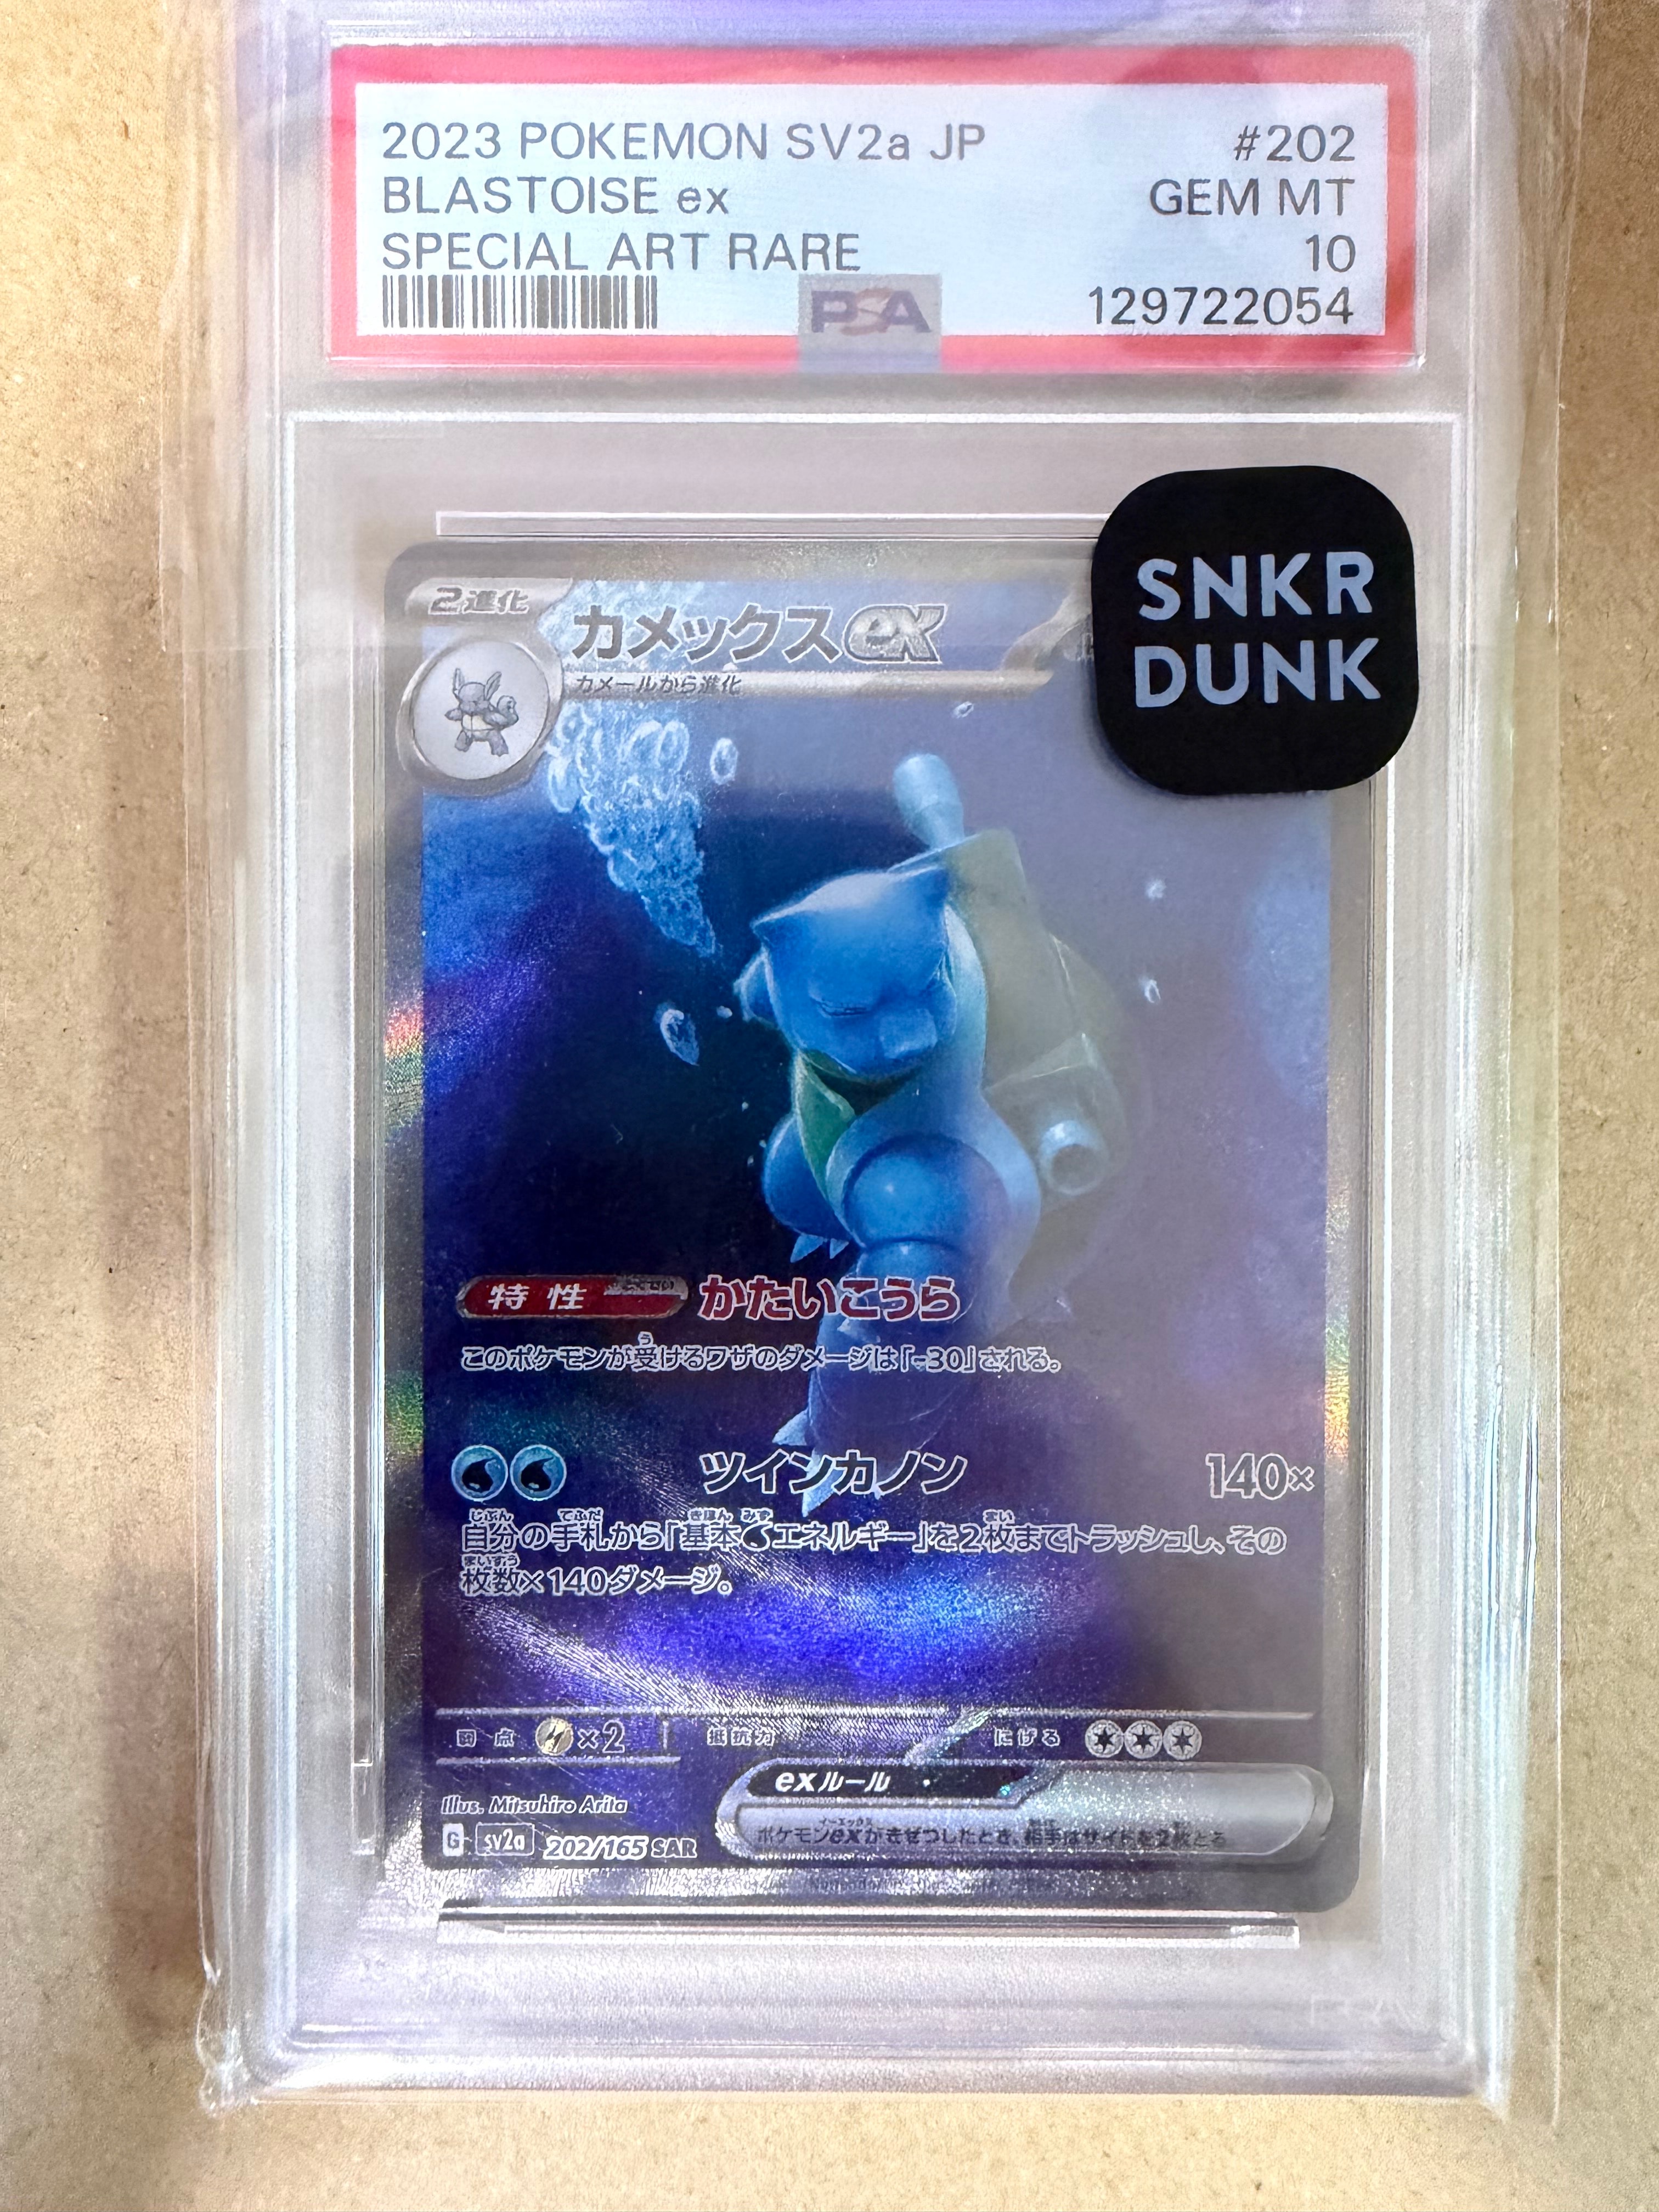 2023 POKEMON SV2a JP #202
BLASTOISE ex GEM MT
SPECIAL ART RARE 10
PSA 129722054
SNKR
DUNK
2進化 カメックスex
カメールから進化
特性 かたいこうら
このポケモンが受けるワザのダメージは「-30」される。
ツインカノン 140×
自分の手札から「基本エネルギー」を2枚までトラッシュし、その
枚数×140ダメージ。
弱点 ×2 抵抗力 にげる
exルール
ポケモンexがきぜつしたとき、相手はサイドを2枚とる
Illus. Mitsuhiro Arita
G sv2a 202/165 SAR